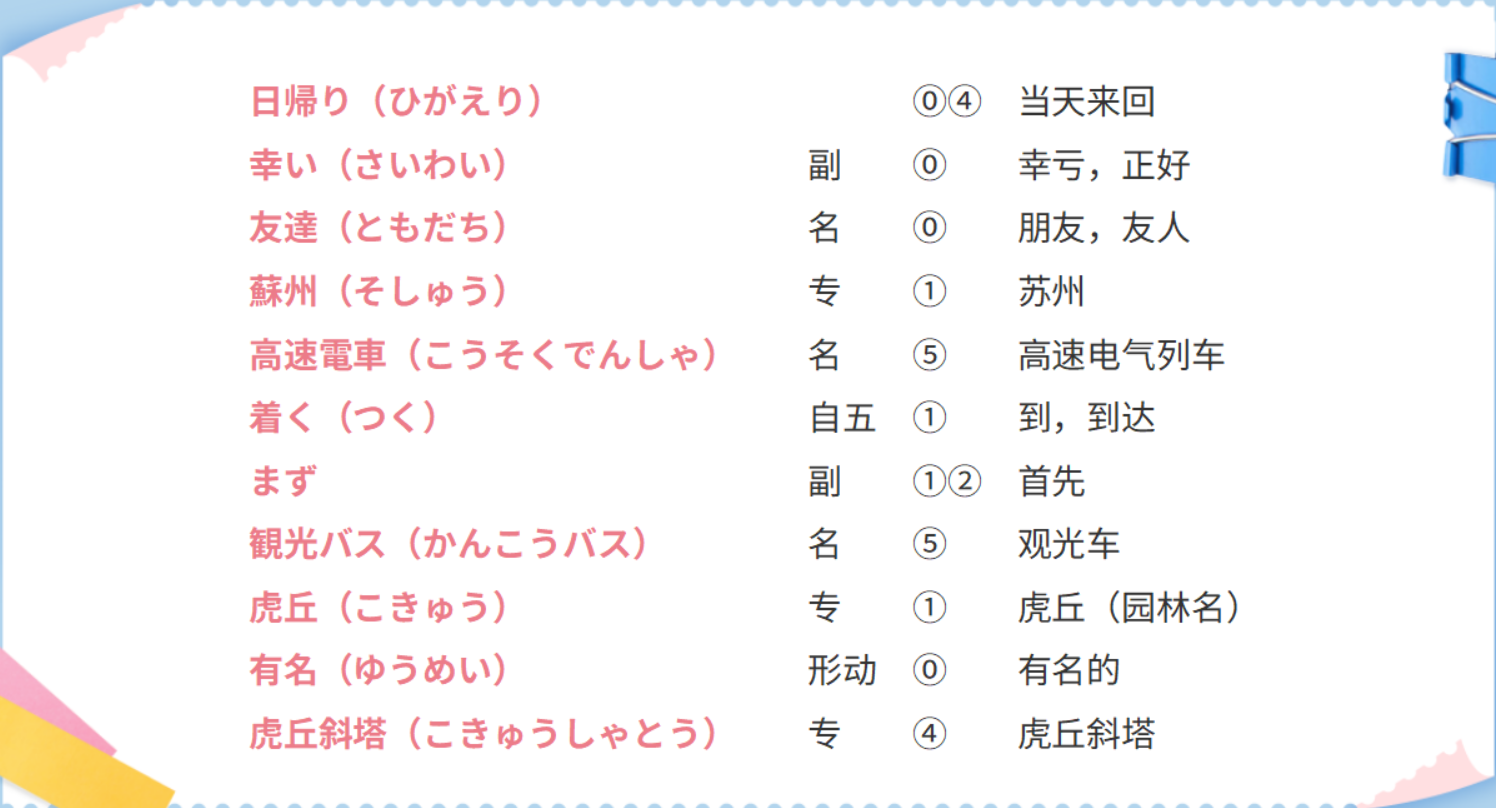 日帰り（ひがえり） ⓪④ 当天来回
幸い（さいわい） 副 ⓪ 幸亏，正好
友達（ともだち） 名 ⓪ 朋友，友人
蘇州（そしゅう） 专 ① 苏州
高速電車（こうそくでんしゃ） 名 ⑤ 高速电气列车
着く（つく） 自五 ① 到，到达
まず 副 ①② 首先
観光バス（かんこうバス） 名 ⑤ 观光车
虎丘（こきゅう） 专 ① 虎丘（园林名）
有名（ゆうめい） 形动 ⓪ 有名的
虎丘斜塔（こきゅうしゃとう） 专 ④ 虎丘斜塔